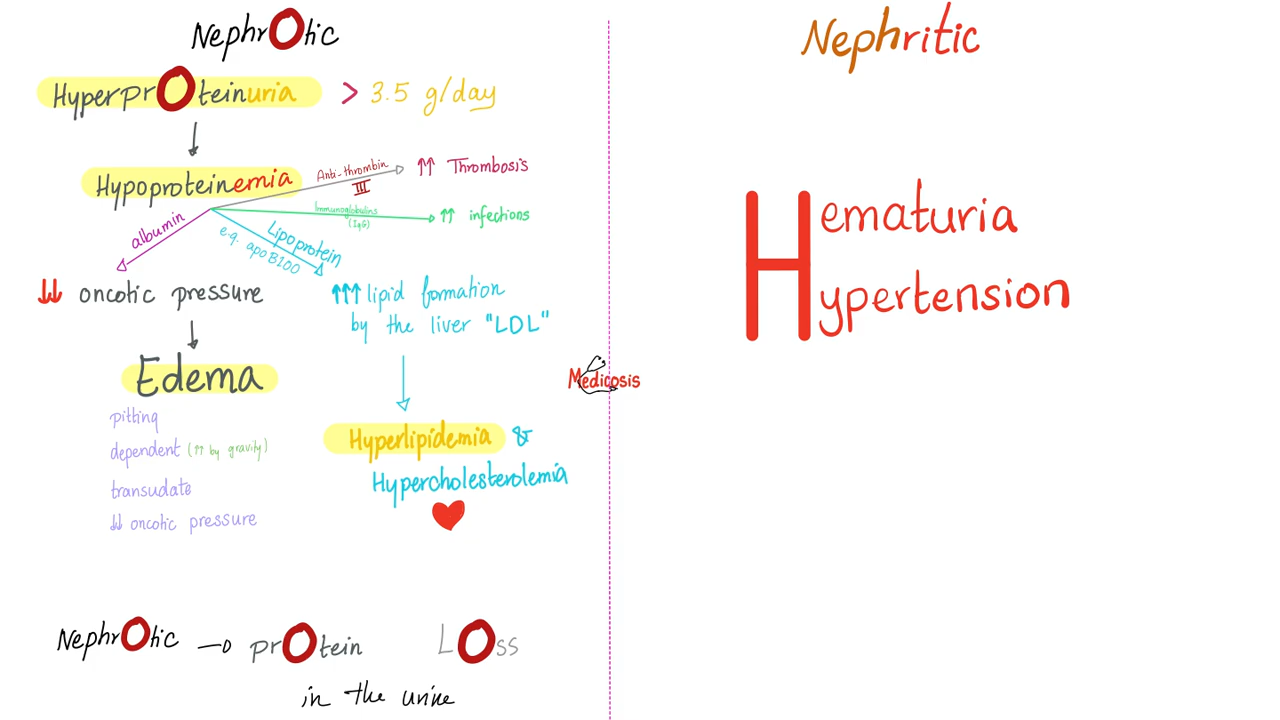 NephrOtic
HyperprOteinuria > 3.5 g/day
Hypoproteinemia
Anti-thrombin
III
↑↑ Thrombosis
Immunoglobulins
(IgG)
↑↑ infections
albumin
Lipoprotein
e.g. apoB100
↓↓ oncotic pressure
↑↑↑ lipid formation
by the liver "LDL"
Edema
pitting
dependent (↑↑ by gravity)
transudate
↓↓ oncotic pressure
Hyperlipidemia &
Hypercholesterolemia
NephrOtic → prOtein LOss
in the urine
Medicosis
Nephritic
Hematuria
Hypertension